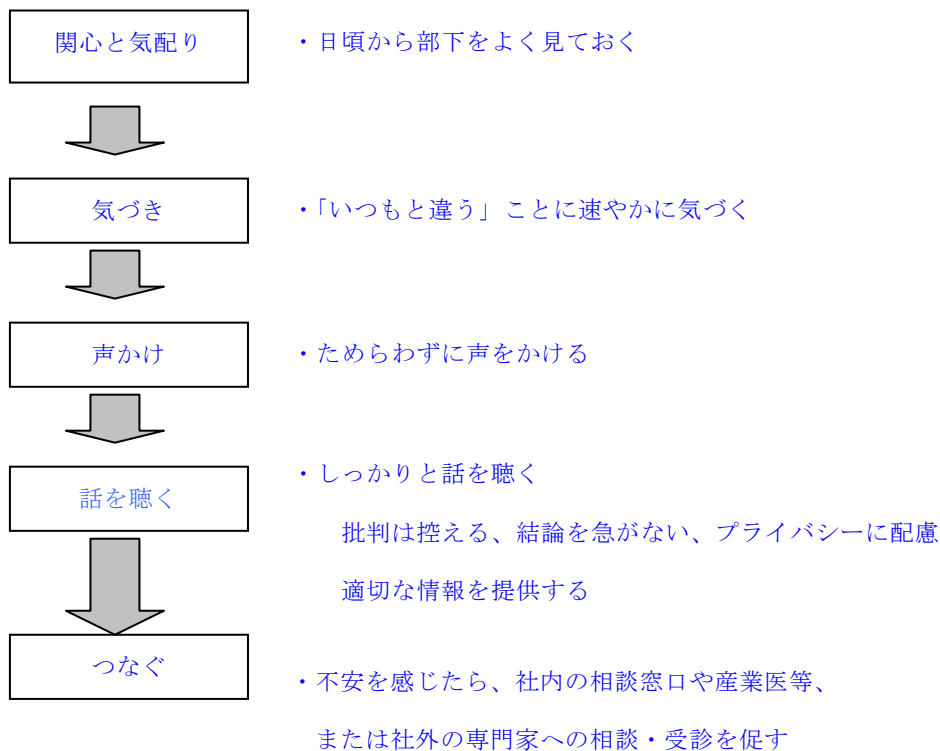 関心と気配り
・日頃から部下をよく見ておく
気づき
・「いつもと違う」ことに速やかに気づく
声かけ
・ためらわずに声をかける
話を聴く
・しっかりと話を聴く
批判は控える、結論を急がない、プライバシーに配慮
適切な情報を提供する
つなぐ
・不安を感じたら、社内の相談窓口や産業医等、
または社外の専門家への相談・受診を促す